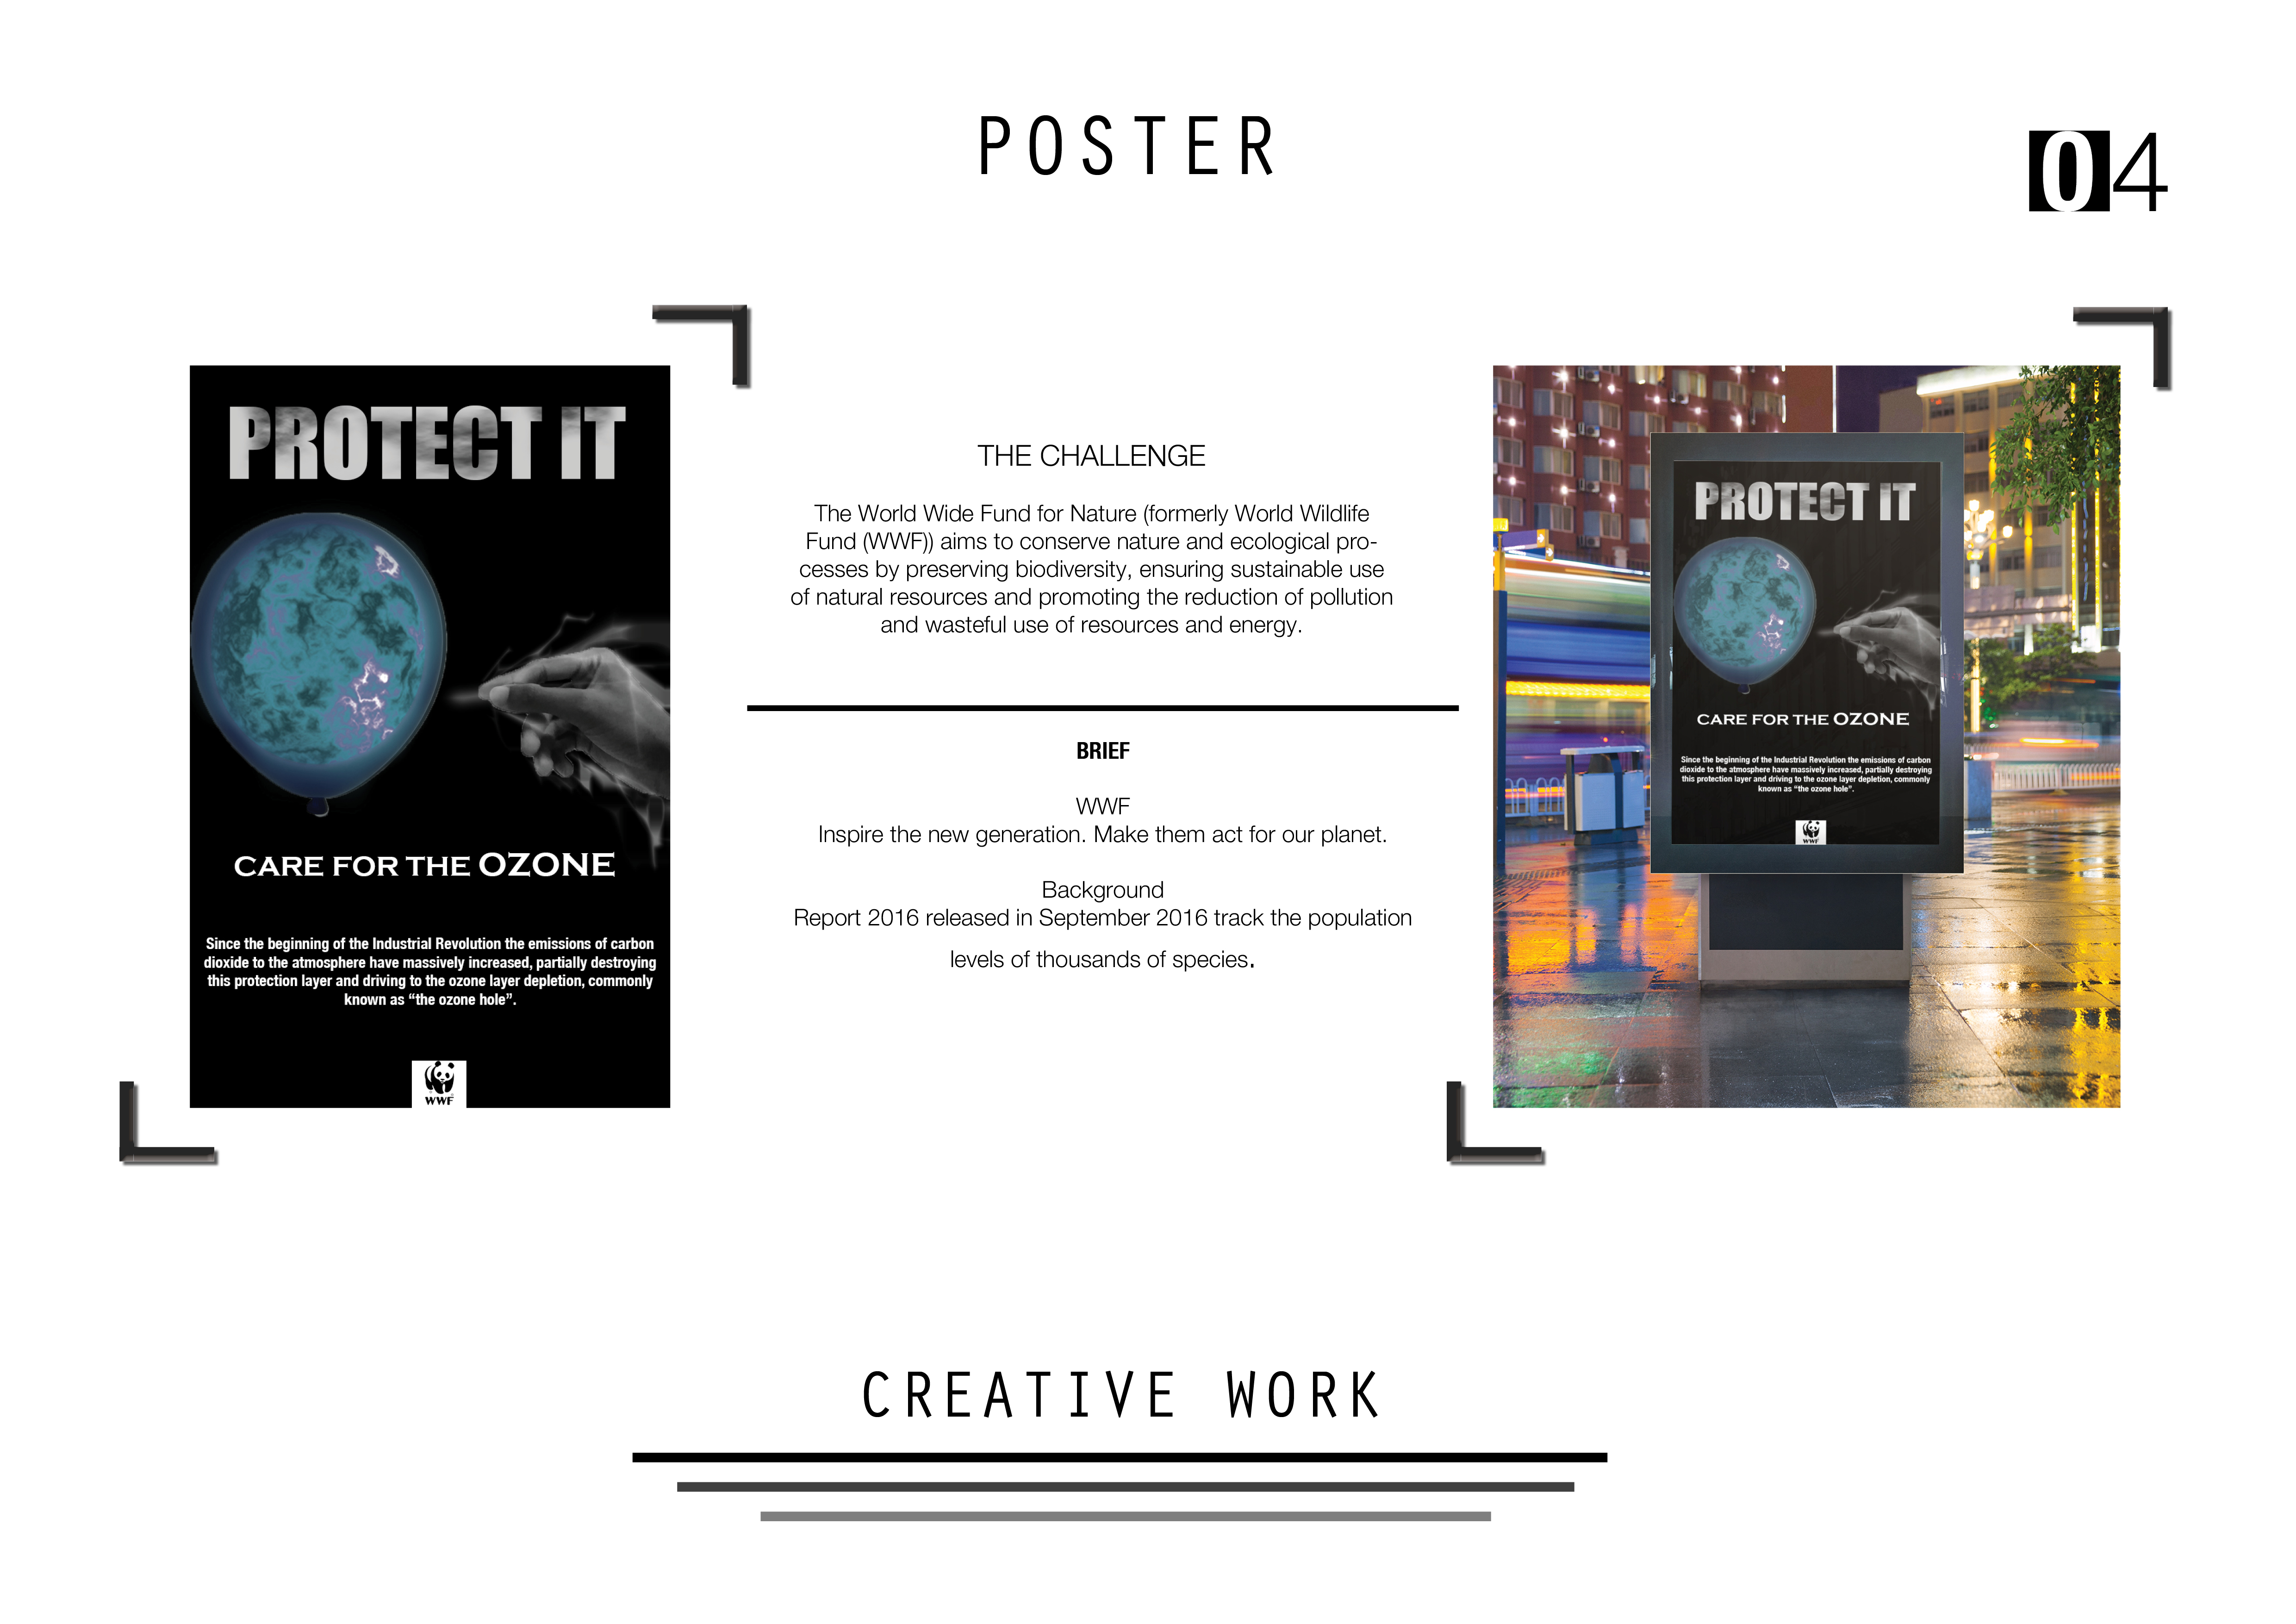 POSTER
04
PROTECT IT
CARE FOR THE OZONE
Since the beginning of the Industrial Revolution the emissions of carbon
dioxide to the atmosphere have massively increased, partially destroying
this protection layer and driving to the ozone layer depletion, commonly
known as “the ozone hole”.
WWF
THE CHALLENGE
The World Wide Fund for Nature (formerly World Wildlife
Fund (WWF)) aims to conserve nature and ecological pro-
cesses by preserving biodiversity, ensuring sustainable use
of natural resources and promoting the reduction of pollution
and wasteful use of resources and energy.
BRIEF
WWF
Inspire the new generation. Make them act for our planet.
Background
Report 2016 released in September 2016 track the population
levels of thousands of species.
PROTECT IT
CARE FOR THE OZONE
Since the beginning of the Industrial Revolution the emissions of carbon
dioxide to the atmosphere have massively increased, partially destroying
this protection layer and driving to the ozone layer depletion, commonly
known as “the ozone hole”.
WWF
CREATIVE WORK